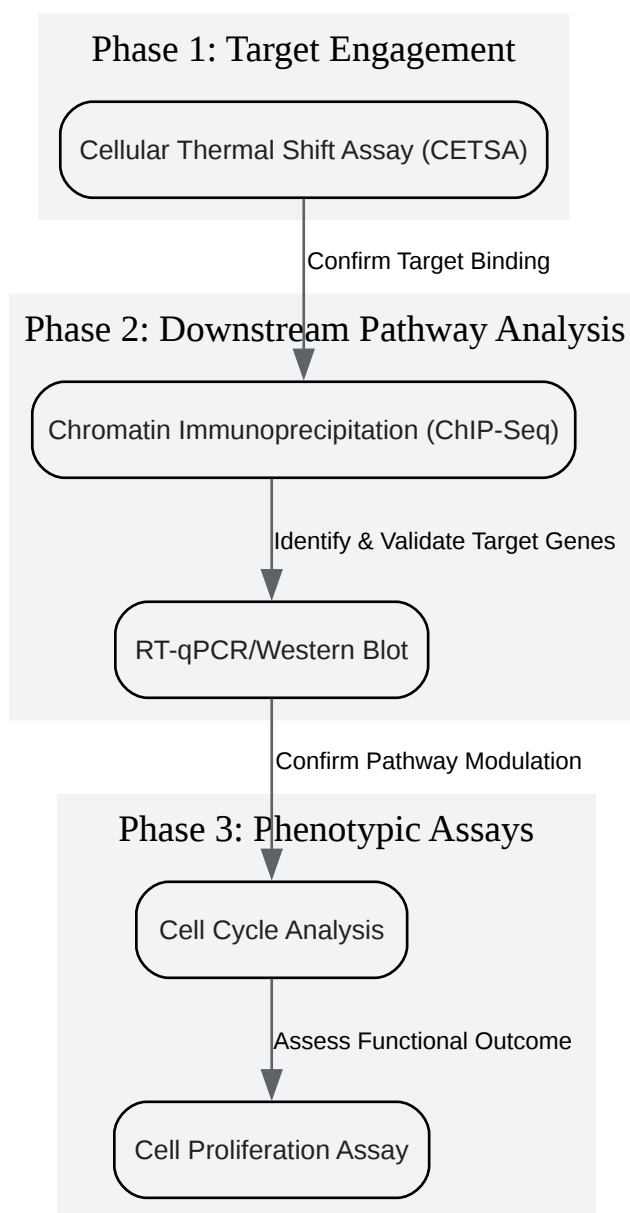 Phase 1: Target Engagement
Cellular Thermal Shift Assay (CETSA)
Confirm Target Binding
Phase 2: Downstream Pathway Analysis
Chromatin Immunoprecipitation (ChIP-Seq)
Identify & Validate Target Genes
RT-qPCR/Western Blot
Confirm Pathway Modulation
Phase 3: Phenotypic Assays
Cell Cycle Analysis
Assess Functional Outcome
Cell Proliferation Assay